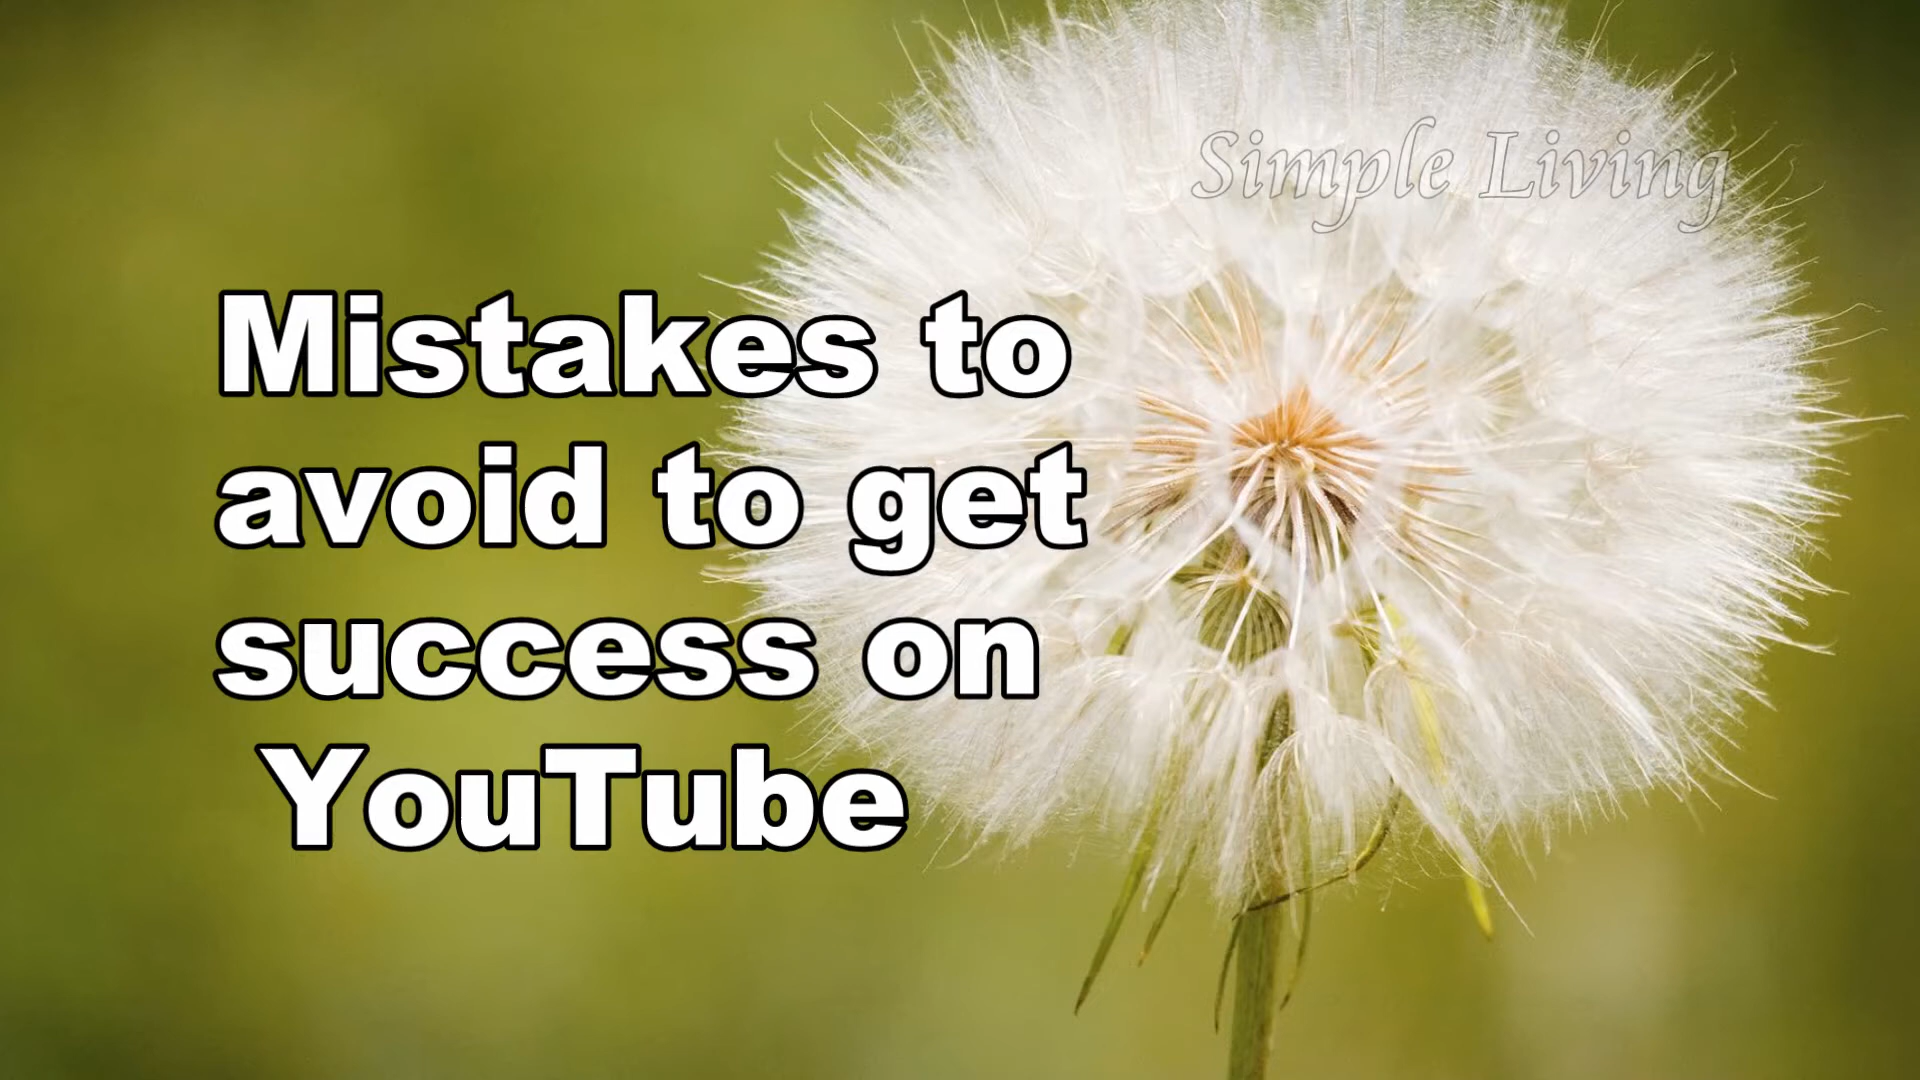 Simple Living
Mistakes to
avoid to get
success on
YouTube